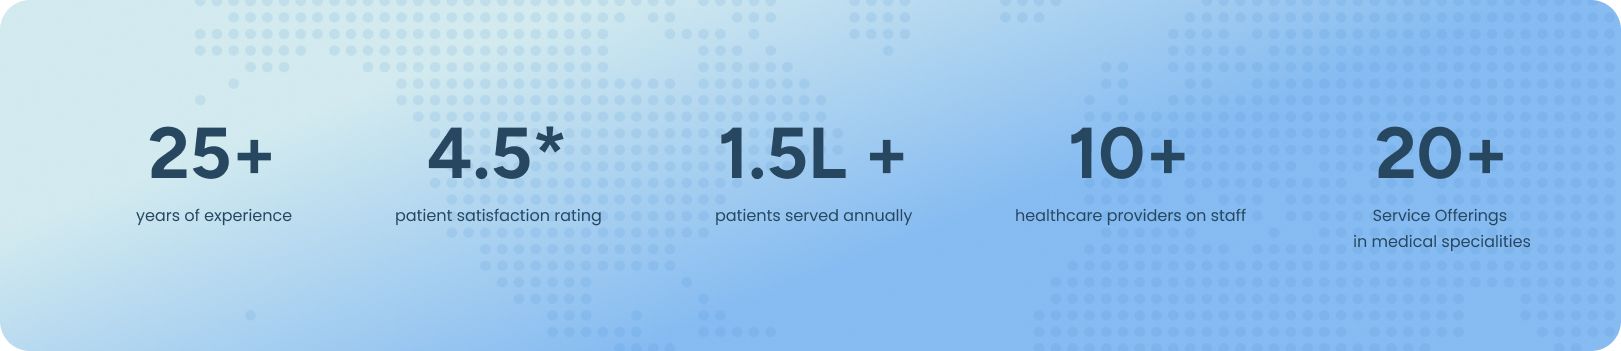 25+
years of experience
4.5*
patient satisfaction rating
1.5L +
patients served annually
10+
healthcare providers on staff
20+
Service Offerings
in medical specialities